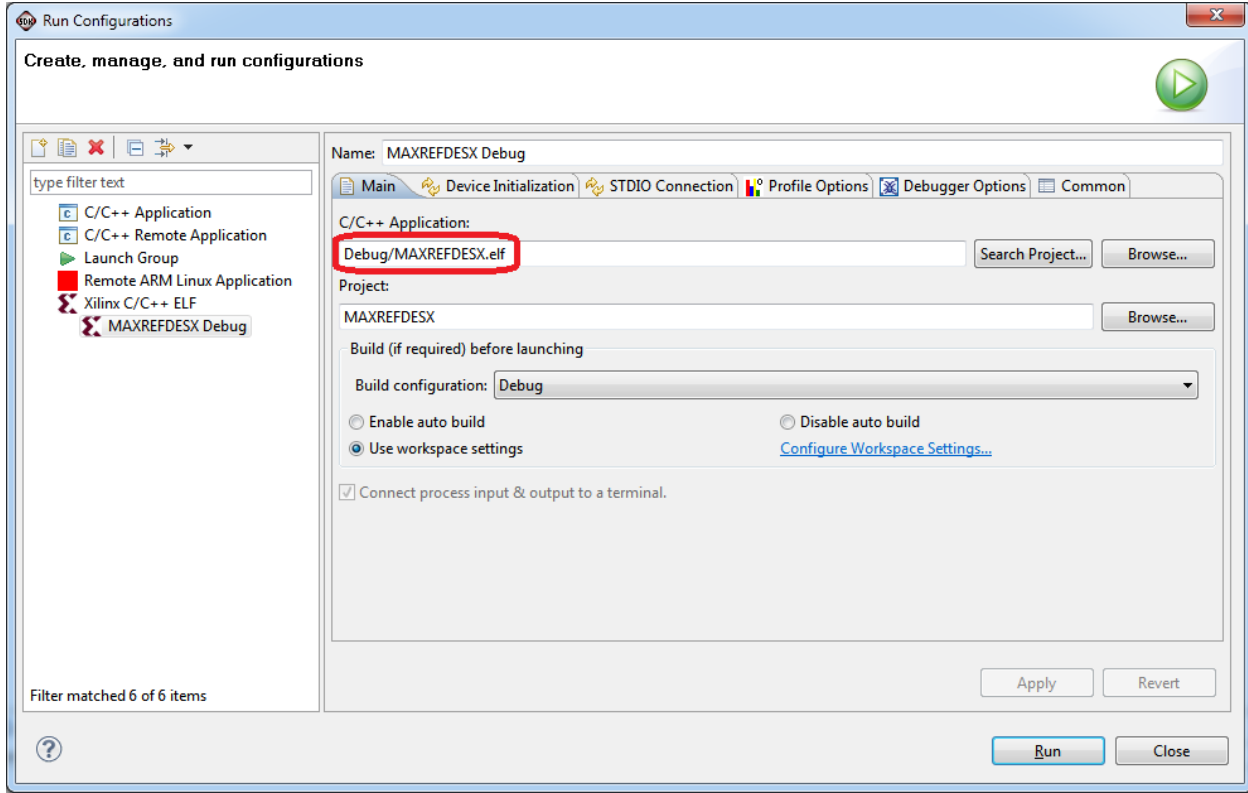 Run Configurations
Create, manage, and run configurations
type filter text
C/C++ Application
C/C++ Remote Application
Launch Group
Remote ARM Linux Application
Xilinx C/C++ ELF
MAXREFDESX Debug
Filter matched 6 of 6 items
Name: MAXREFDESX Debug
Main Device Initialization STDIO Connection Profile Options Debugger Options Common
C/C++ Application:
Debug/MAXREFDESX.elf Search Project... Browse...
Project:
MAXREFDESX Browse...
Build (if required) before launching
Build configuration: Debug
Enable auto build Disable auto build
Use workspace settings Configure Workspace Settings...
Connect process input & output to a terminal.
Apply Revert
Run Close